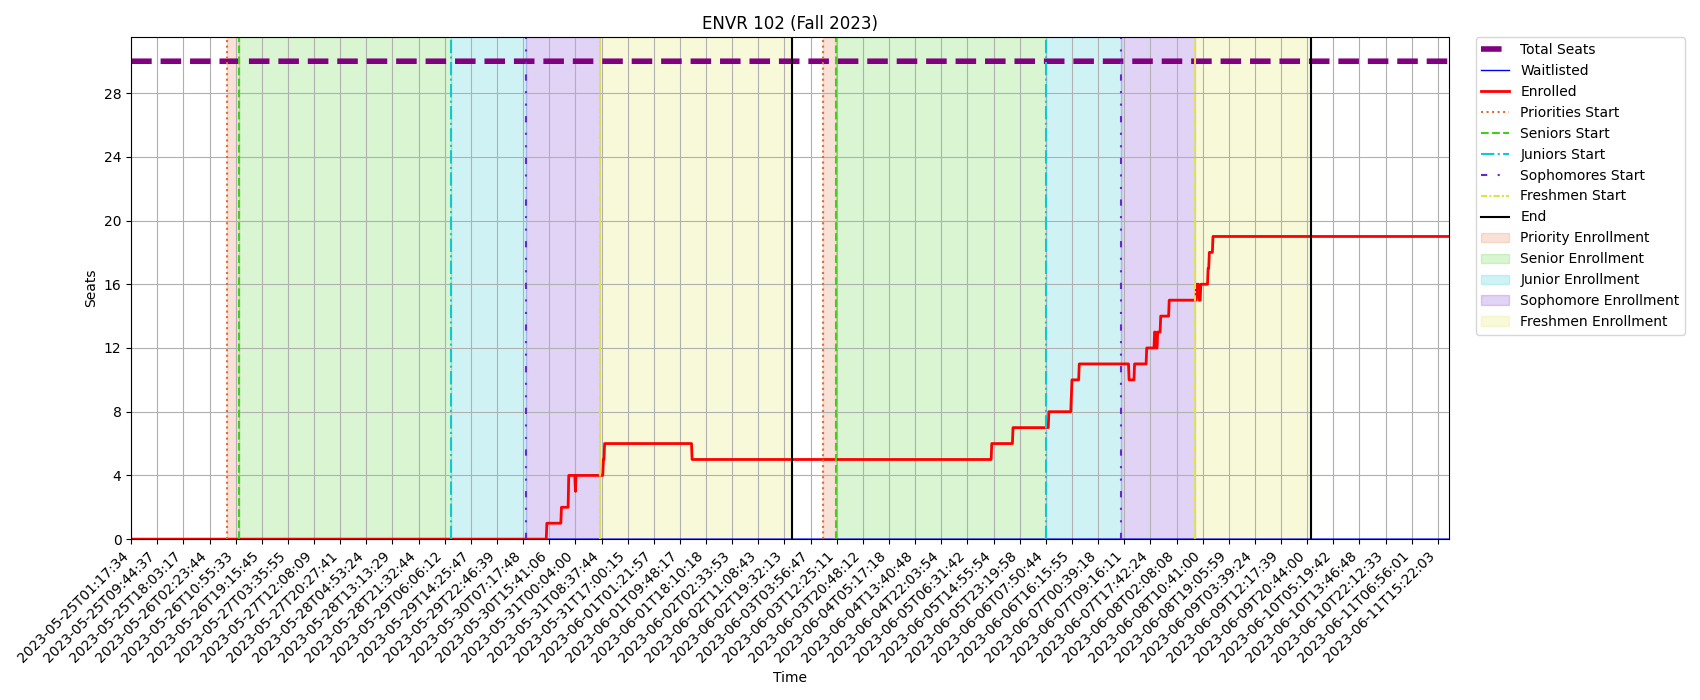 ENVR 102 (Fall 2023)
Seats
28
24
20
16
12
8
4
0
2023-05-25T01:17:34
2023-05-25T09:44:37
2023-05-25T18:03:17
2023-05-26T02:23:44
2023-05-26T10:55:33
2023-05-26T19:15:45
2023-05-27T03:35:55
2023-05-27T12:08:09
2023-05-27T20:27:41
2023-05-28T04:53:24
2023-05-28T13:13:29
2023-05-28T21:32:44
2023-05-29T06:06:12
2023-05-29T14:25:47
2023-05-29T22:46:39
2023-05-30T07:17:48
2023-05-30T15:41:06
2023-05-31T00:04:00
2023-05-31T08:37:44
2023-05-31T17:00:15
2023-06-01T01:21:57
2023-06-01T09:48:17
2023-06-01T18:10:18
2023-06-02T02:33:53
2023-06-02T11:08:43
2023-06-02T19:32:13
2023-06-03T03:56:47
2023-06-03T12:25:11
2023-06-03T20:48:12
2023-06-04T05:17:18
2023-06-04T13:40:48
2023-06-04T22:03:54
2023-06-05T06:31:42
2023-06-05T14:55:54
2023-06-05T23:19:58
2023-06-06T07:50:44
2023-06-06T16:15:55
2023-06-07T00:39:18
2023-06-07T09:16:11
2023-06-07T17:42:24
2023-06-08T02:08:08
2023-06-08T10:41:00
2023-06-08T19:05:59
2023-06-09T03:39:24
2023-06-09T12:17:39
2023-06-09T20:44:00
2023-06-10T05:19:42
2023-06-10T13:46:48
2023-06-10T22:12:33
2023-06-11T06:56:01
2023-06-11T15:22:03
Time
Total Seats
Waitlisted
Enrolled
Priorities Start
Seniors Start
Juniors Start
Sophomores Start
Freshmen Start
End
Priority Enrollment
Senior Enrollment
Junior Enrollment
Sophomore Enrollment
Freshmen Enrollment